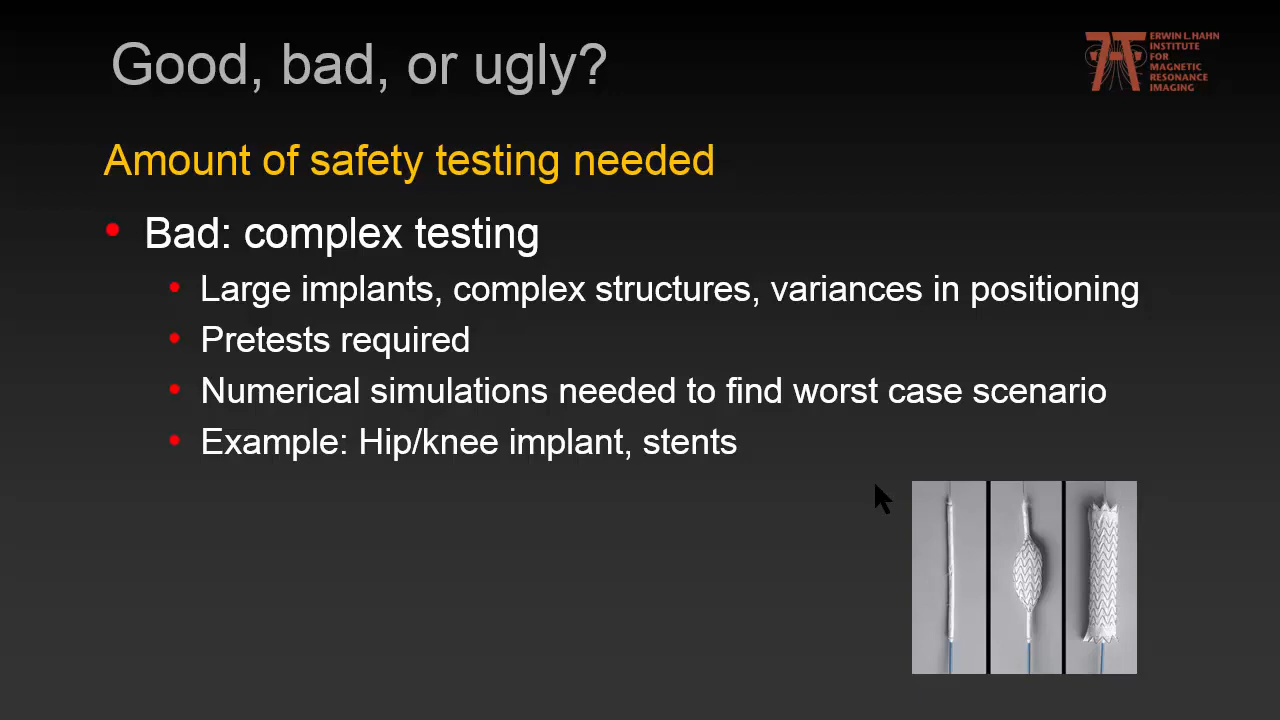 Good, bad, or ugly?
ERWIN L. HAHN
INSTITUTE
FOR
MAGNETIC
RESONANCE
IMAGING
Amount of safety testing needed
• Bad: complex testing
• Large implants, complex structures, variances in positioning
• Pretests required
• Numerical simulations needed to find worst case scenario
• Example: Hip/knee implant, stents